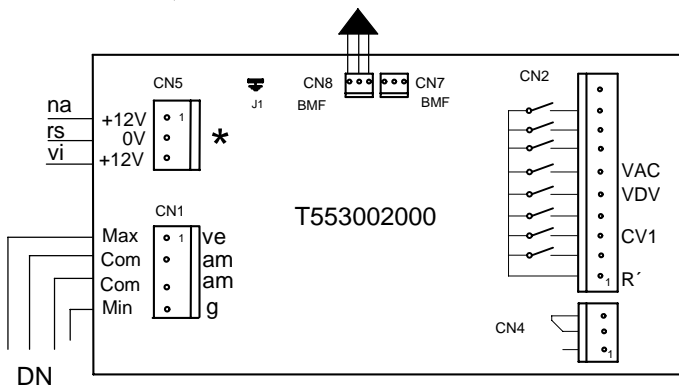 CN5
J1
CN8
BMF
CN7
BMF
CN2
na
+12V
1
rs
0V
*
vi
+12V
VAC
VDV
CN1
T553002000
Max
1
ve
Com
am
CV1
Com
am
1
R´
Min
g
CN4
1
DN